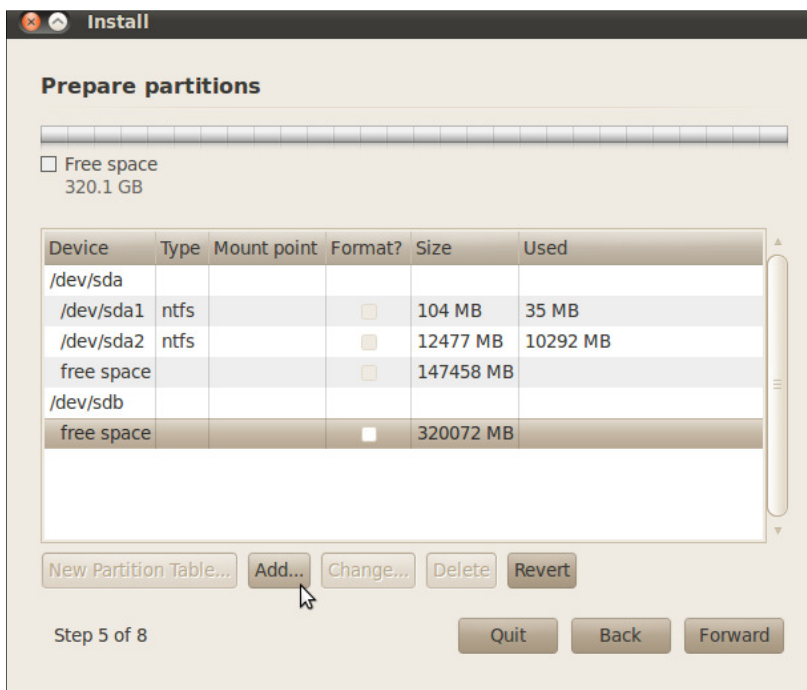 Install
Prepare partitions
Free space
320.1 GB
Device Type Mount point Format? Size Used
/dev/sda
/dev/sda1 ntfs 104 MB 35 MB
/dev/sda2 ntfs 12477 MB 10292 MB
free space 147458 MB
/dev/sdb
free space 320072 MB
New Partition Table... Add... Change... Delete Revert
Step 5 of 8 Quit Back Forward